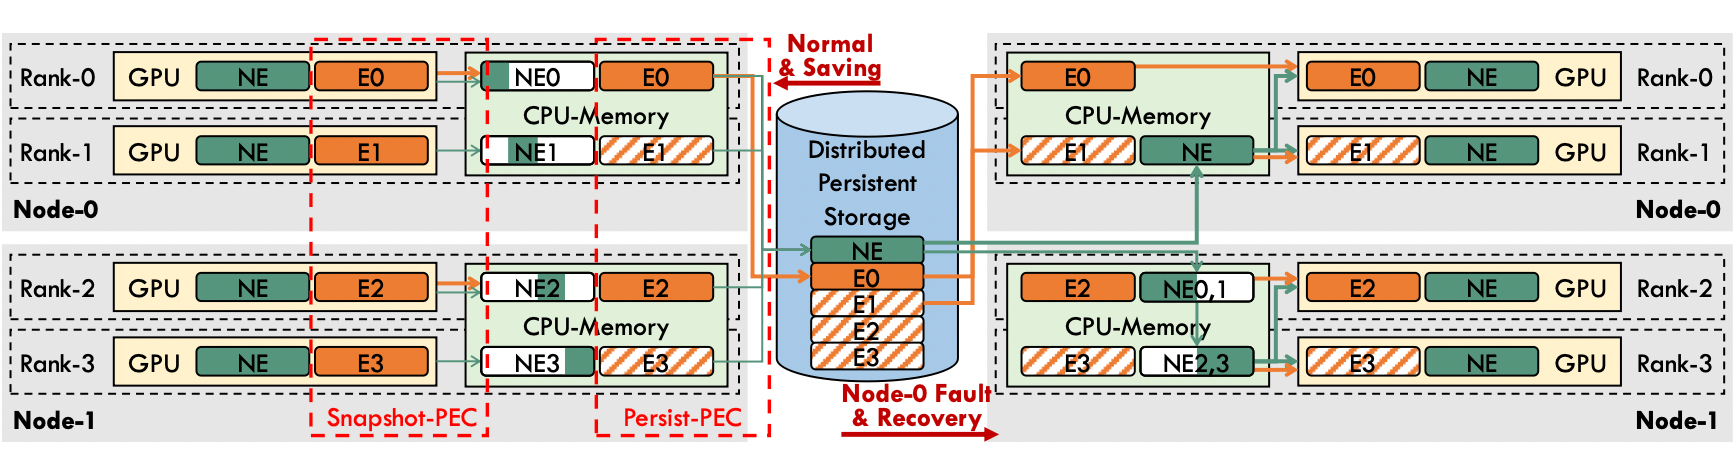 Rank-0 GPU NE E0 NE0 E0
CPU-Memory
Rank-1 GPU NE E1 NE1 E1
Node-0
Rank-2 GPU NE E2 NE2 E2
CPU-Memory
Rank-3 GPU NE E3 NE3 E3
Node-1
Snapshot-PEC
Persist-PEC
Normal
& Saving
Distributed
Persistent
Storage
NE
E0
E1
E2
E3
Node-0 Fault
& Recovery
E0 E0 NE GPU Rank-0
CPU-Memory
E1 NE E1 NE GPU Rank-1
Node-0
E2 NE0,1 E2 NE GPU Rank-2
CPU-Memory
E3 NE2,3 E3 NE GPU Rank-3
Node-1